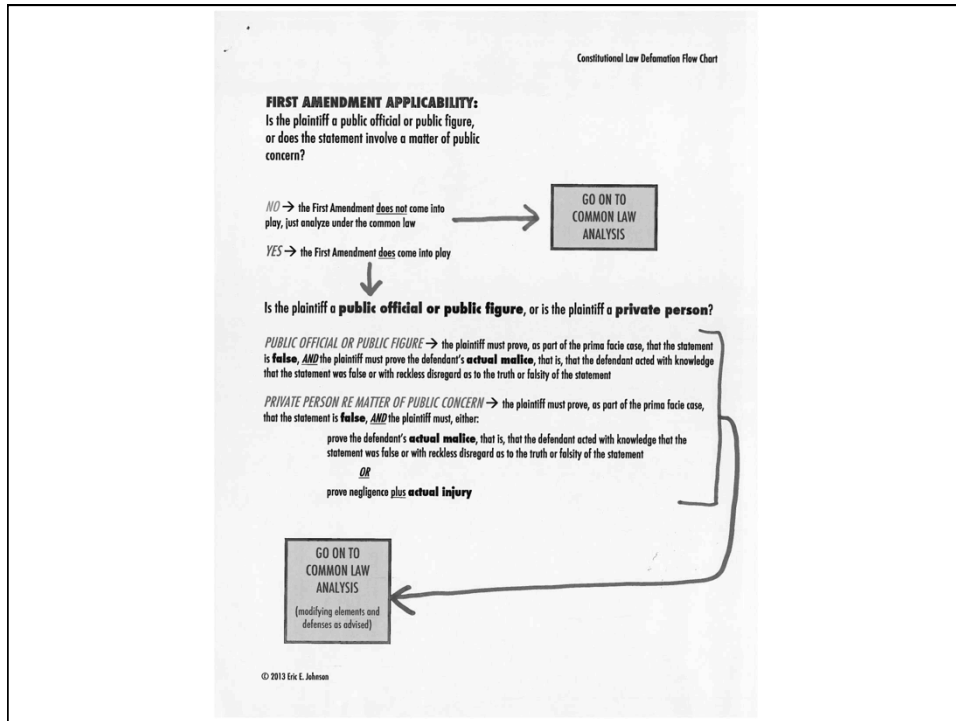 Constitutional Law Defamation Flow Chart
FIRST AMENDMENT APPLICABILITY:
Is the plaintiff a public official or public figure,
or does the statement involve a matter of public
concern?
NO → the First Amendment does not come into
play, just analyze under the common law
GO ON TO
COMMON LAW
ANALYSIS
YES → the First Amendment does come into play
Is the plaintiff a public official or public figure, or is the plaintiff a private person?
PUBLIC OFFICIAL OR PUBLIC FIGURE → the plaintiff must prove, as part of the prima facie case, that the statement
is false, AND the plaintiff must prove the defendant's actual malice, that is, that the defendant acted with knowledge
that the statement was false or with reckless disregard as to the truth or falsity of the statement
PRIVATE PERSON RE MATTER OF PUBLIC CONCERN → the plaintiff must prove, as part of the prima facie case,
that the statement is false, AND the plaintiff must, either:
prove the defendant's actual malice, that is, that the defendant acted with knowledge that the
statement was false or with reckless disregard as to the truth or falsity of the statement
OR
prove negligence plus actual injury
GO ON TO
COMMON LAW
ANALYSIS
(modifying elements and
defenses as advised)
© 2013 Eric E. Johnson